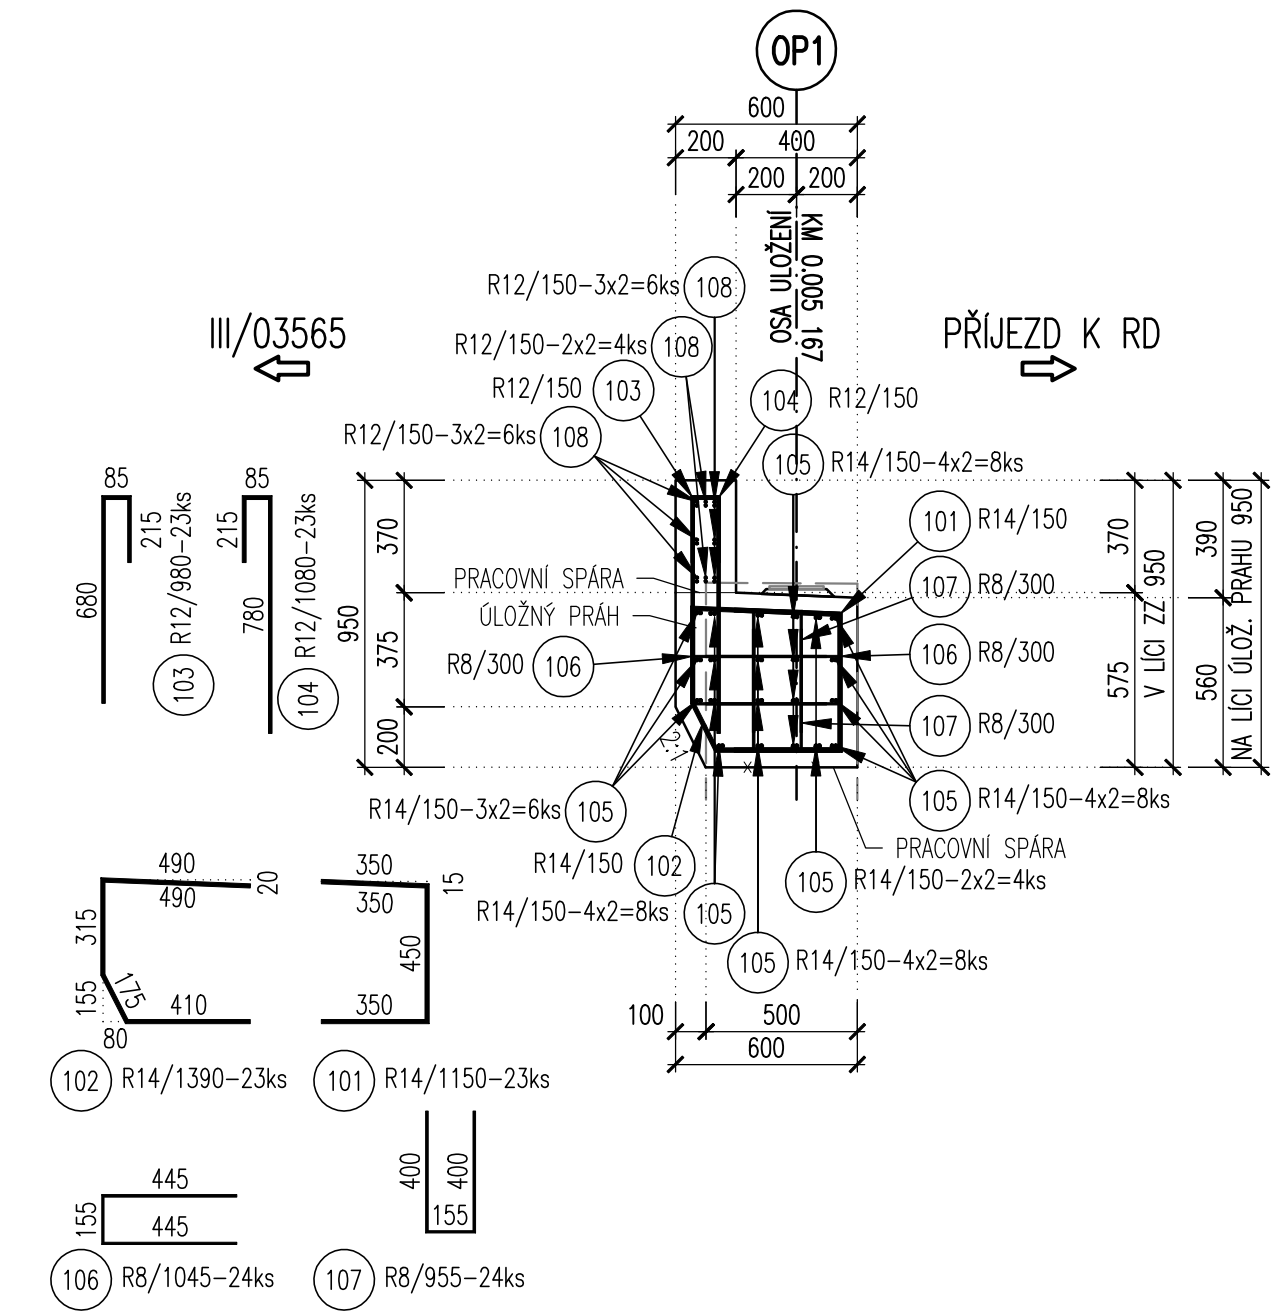 OP1
600
200
400
200
200
OSA ULOŽENÍ
KM 0.005 167
R12/150-3x2=6ks
108
III/03565
PŘÍJEZD K RD
R12/150-2x2=4ks
108
R12/150
103
104
R12/150
R12/150-3x2=6ks
108
105
R14/150-4x2=8ks
85
215
680
R12/980-23ks
103
85
215
780
R12/1080-23ks
104
950
370
375
200
101
R14/150
PRACOVNÍ SPÁRA
107
R8/300
ÚLOŽNÝ PRÁH
R8/300
106
106
R8/300
107
R8/300
370
575
V LÍCI ZZ 950
390
560
NA LÍCI ÚLOŽ. PRAHU 950
2:1
x
R14/150-3x2=6ks
105
105
R14/150-4x2=8ks
R14/150
102
PRACOVNÍ SPÁRA
105
R14/150-2x2=4ks
R14/150-4x2=8ks
105
105
R14/150-4x2=8ks
100
500
600
490
20
490
315
155
175
410
80
102
R14/1390-23ks
350
15
350
450
350
101
R14/1150-23ks
445
155
445
106
R8/1045-24ks
400
400
155
107
R8/955-24ks